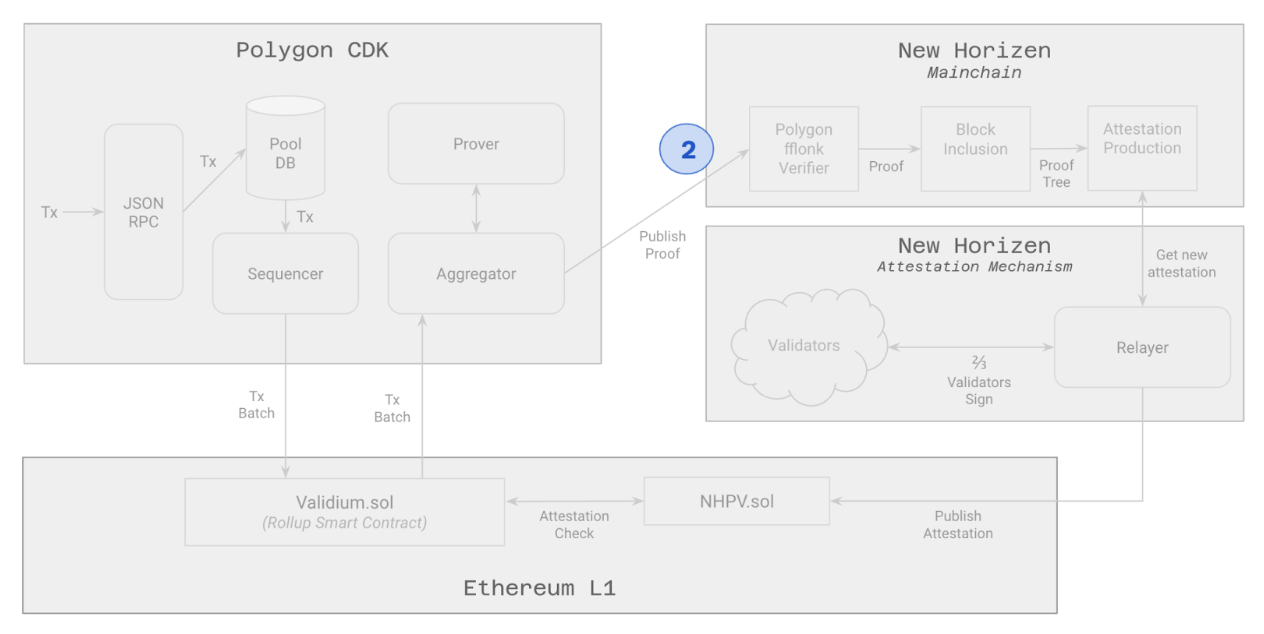 Polygon CDK
Tx
JSON
RPC
Tx
Pool
DB
Tx
Sequencer
Prover
Aggregator
Publish
Proof
2
New Horizen
Mainchain
Polygon
fflonk
Verifier
Proof
Block
Inclusion
Proof
Tree
Attestation
Production
New Horizen
Attestation Mechanism
Get new
attestation
Validators
⅔
Validators
Sign
Relayer
Tx
Batch
Tx
Batch
Validium.sol
(Rollup Smart Contract)
Attestation
Check
NHPV.sol
Publish
Attestation
Ethereum L1